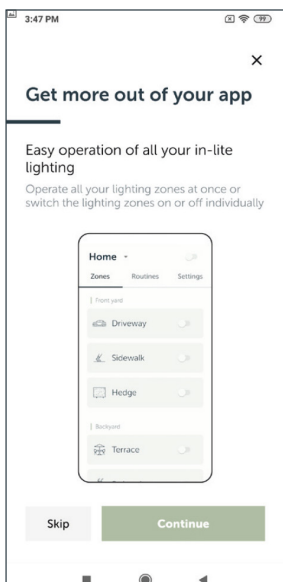 3:47 PM
99
Get more out of your app
Easy operation of all your in-lite
lighting
Operate all your lighting zones at once or
switch the lighting zones on or off individually
Home
Zones Routines Settings
Front yard
Driveway
Sidewalk
Hedge
Backyard
Terrace
Skip Continue